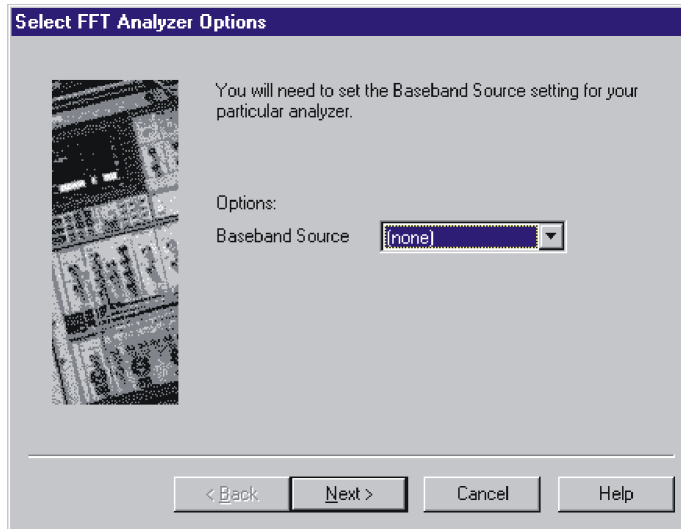 Select FFT Analyzer Options
You will need to set the Baseband Source setting for your
particular analyzer.
Options:
Baseband Source
(none)
< Back
Next >
Cancel
Help